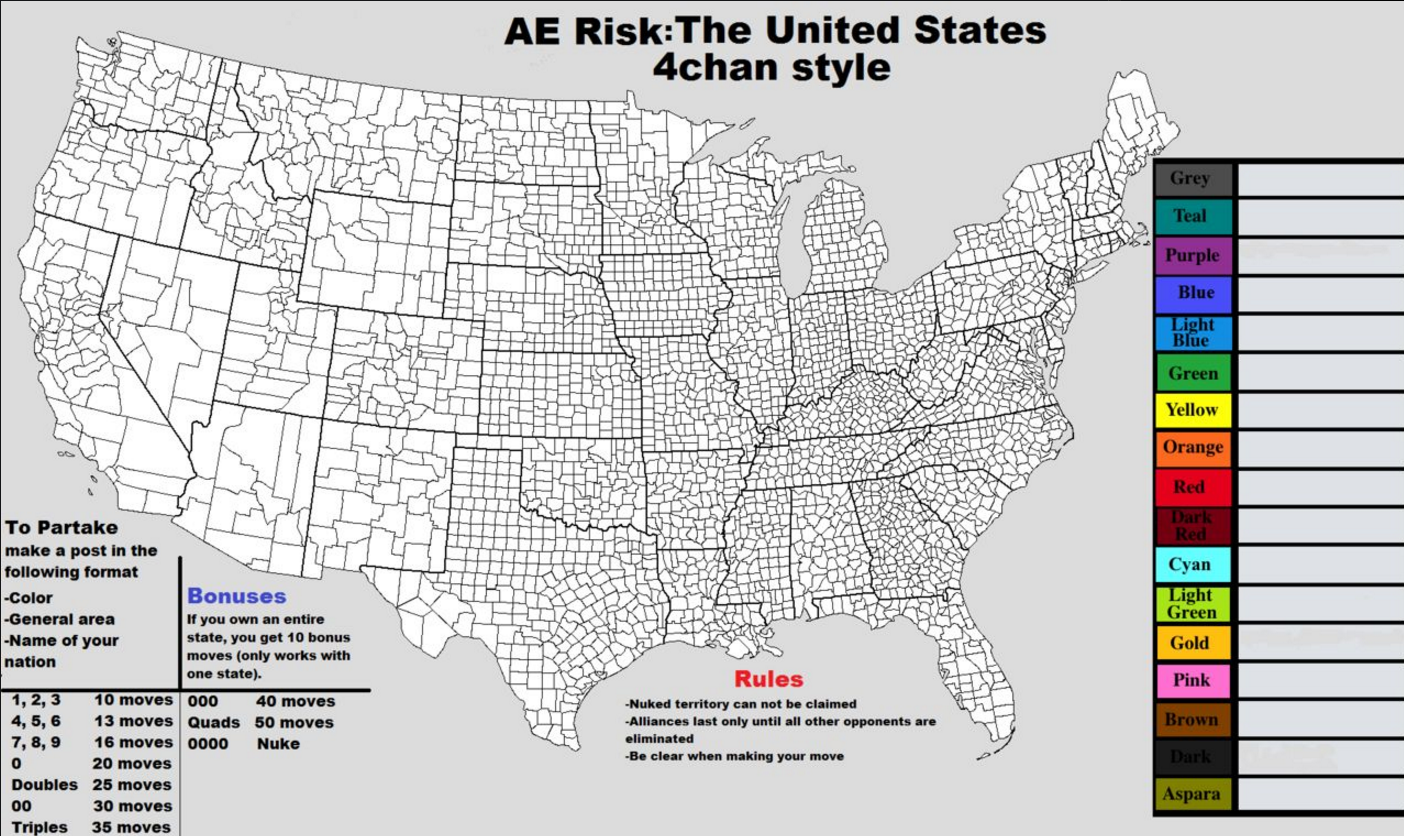 AE Risk:The United States
4chan style
Grey
Teal
Purple
Blue
Light
Blue
Green
Yellow
Orange
Red
Dark
Red
Cyan
Light
Green
Gold
Pink
Brown
Dark
Aspara
To Partake
make a post in the
following format
-Color
-General area
-Name of your
nation
Bonuses
If you own an entire
state, you get 10 bonus
moves (only works with
one state).
1, 2, 3 10 moves
4, 5, 6 13 moves
7, 8, 9 16 moves
0 20 moves
Doubles 25 moves
00 30 moves
Triples 35 moves
000 40 moves
Quads 50 moves
0000 Nuke
Rules
-Nuked territory can not be claimed
-Alliances last only until all other opponents are
eliminated
-Be clear when making your move